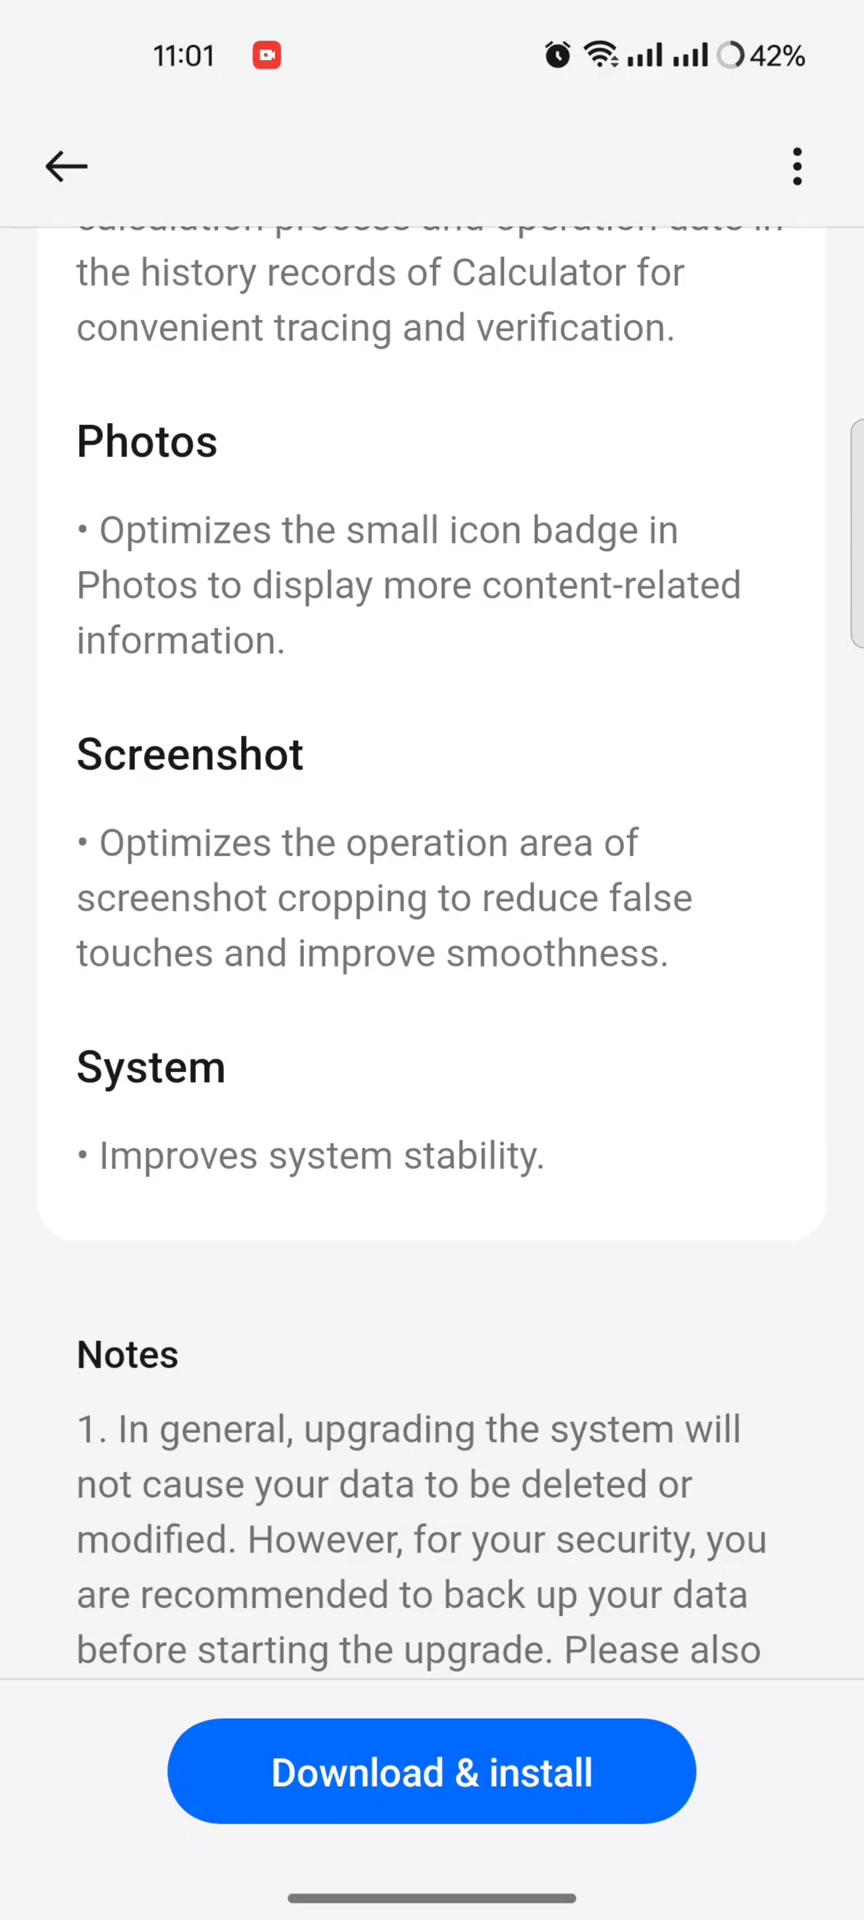 11:01
42%
the history records of Calculator for
convenient tracing and verification.
Photos
• Optimizes the small icon badge in
Photos to display more content-related
information.
Screenshot
• Optimizes the operation area of
screenshot cropping to reduce false
touches and improve smoothness.
System
• Improves system stability.
Notes
1. In general, upgrading the system will
not cause your data to be deleted or
modified. However, for your security, you
are recommended to back up your data
before starting the upgrade. Please also
Download & install